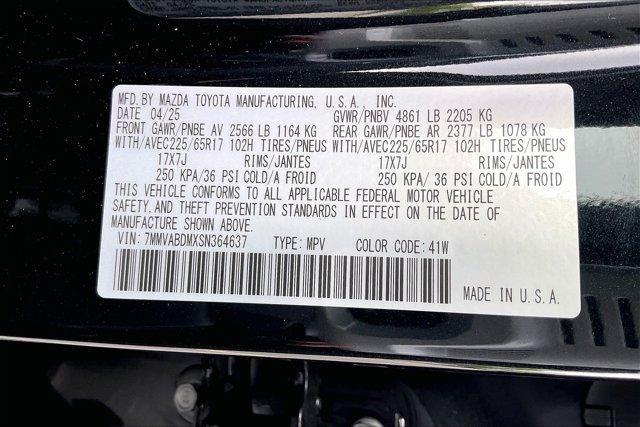 MFD. BY MAZDA TOYOTA MANUFACTURING, U.S.A., INC.
DATE 04/25 GVWR/PNBV 4861 LB 2205 KG
FRONT GAWR/PNBE AV 2566 LB 1164 KG REAR GAWR/PNBE AR 2377 LB 1078 KG
WITH/AVEC225/65R17 102H TIRES/PNEUS WITH/AVEC225/65R17 102H TIRES/PNEUS
17X7J RIMS/JANTES 17X7J RIMS/JANTES
250 KPA/36 PSI COLD/A FROID 250 KPA/ 36 PSI COLD/A FROID
THIS VEHICLE CONFORMS TO ALL APPLICABLE FEDERAL MOTOR VEHICLE
SAFETY, AND THEFT PREVENTION STANDARDS IN EFFECT ON THE DATE OF
MANUFACTURE SHOWN ABOVE.
VIN: 7MMVABDMXSN364637 TYPE: MPV COLOR CODE: 41W
MADE IN U.S.A.